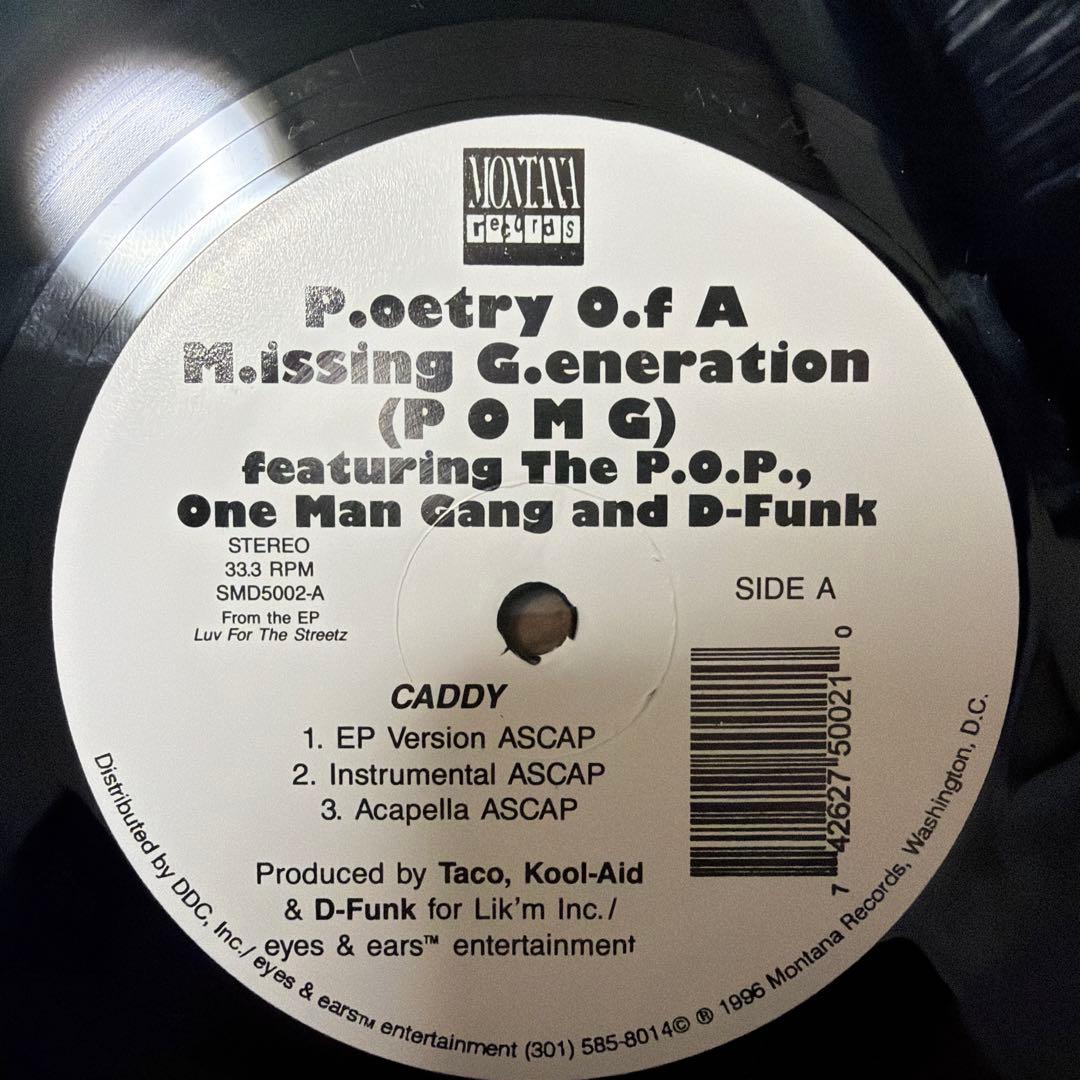 MONTANA
records
P.oetry O.f A
M.issing G.eneration
(P O M G)
featuring The P.O.P.,
One Man Gang and D-Funk
STEREO
33.3 RPM
SMD5002-A
From the EP
Luv For The Streetz
SIDE A
CADDY
1. EP Version ASCAP
2. Instrumental ASCAP
3. Acapella ASCAP
Produced by Taco, Kool-Aid
& D-Funk for Lik'm Inc./
eyes & ears™ entertainment
7 42627 50021 0
Distributed by DDC, Inc./ eyes & ears™ entertainment (301) 585-8014© ® 1996 Montana Records, Washington, D.C.